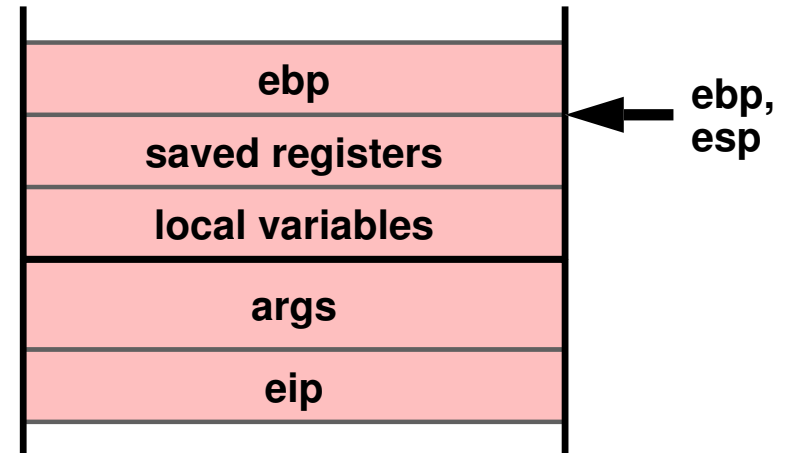 ebp
ebp,
esp
saved registers
local variables
args
eip